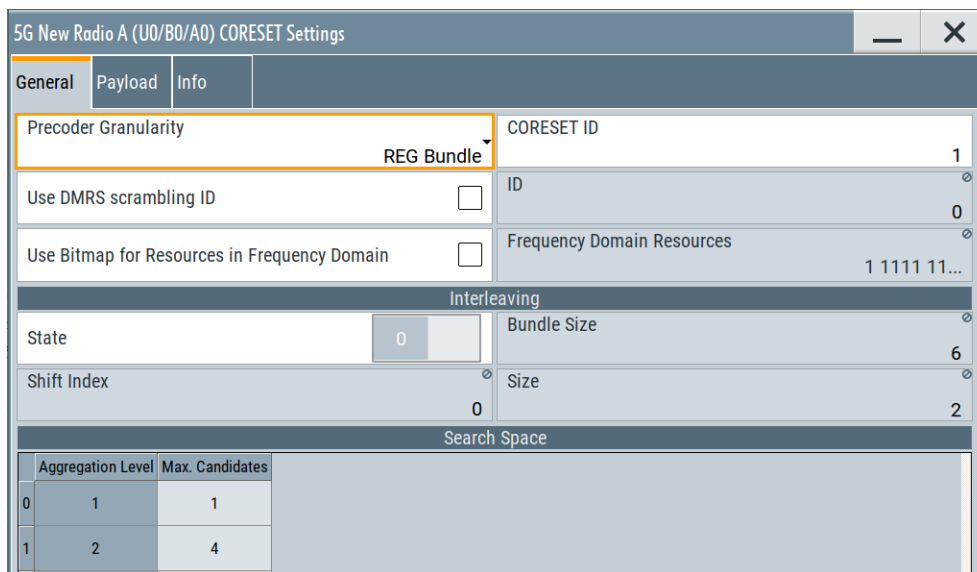 5G New Radio A (U0/B0/A0) CORESET Settings
General Payload Info
Precoder Granularity
REG Bundle
CORESET ID
1
Use DMRS scrambling ID
ID
0
Use Bitmap for Resources in Frequency Domain
Frequency Domain Resources
1 1111 11...
Interleaving
State
0
Bundle Size
6
Shift Index
0
Size
2
Search Space
Aggregation Level Max. Candidates
0 1 1
1 2 4